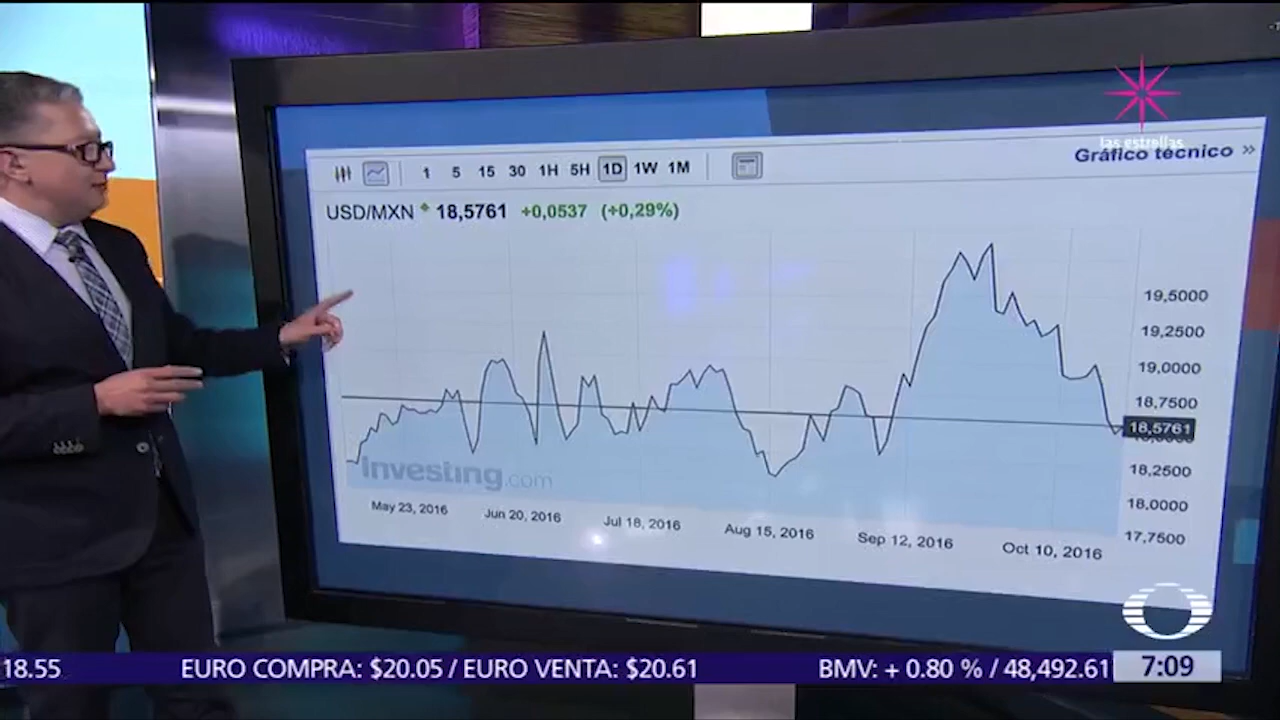 las estrellas
Gráfico técnico »
1 5 15 30 1H 5H 1D 1W 1M
USD/MXN 18,5761 +0,0537 (+0,29%)
19,5000
19,2500
19,0000
18,7500
18,5761
18,2500
18,0000
17,7500
Investing.com
May 23, 2016 Jun 20, 2016 Jul 18, 2016 Aug 15, 2016 Sep 12, 2016 Oct 10, 2016
18.55 EURO COMPRA: $20.05 / EURO VENTA: $20.61 BMV: + 0.80 % / 48,492.61 7:09